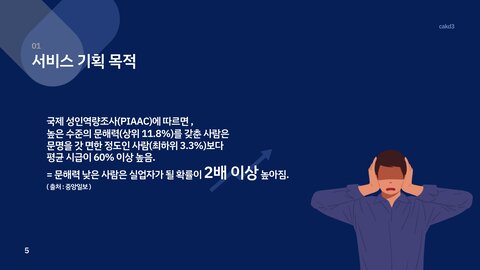 cakd3
01
서비스 기획 목적
국제 성인역량조사(PIAAC)에 따르면 ,
높은 수준의 문해력(상위 11.8%)를 갖춘 사람은
문명을 갓 면한 정도인 사람(최하위 3.3%)보다
평균 시급이 60% 이상 높음.
= 문해력 낮은 사람은 실업자가 될 확률이 2배 이상 높아짐.
( 출처 : 중앙일보 )
5